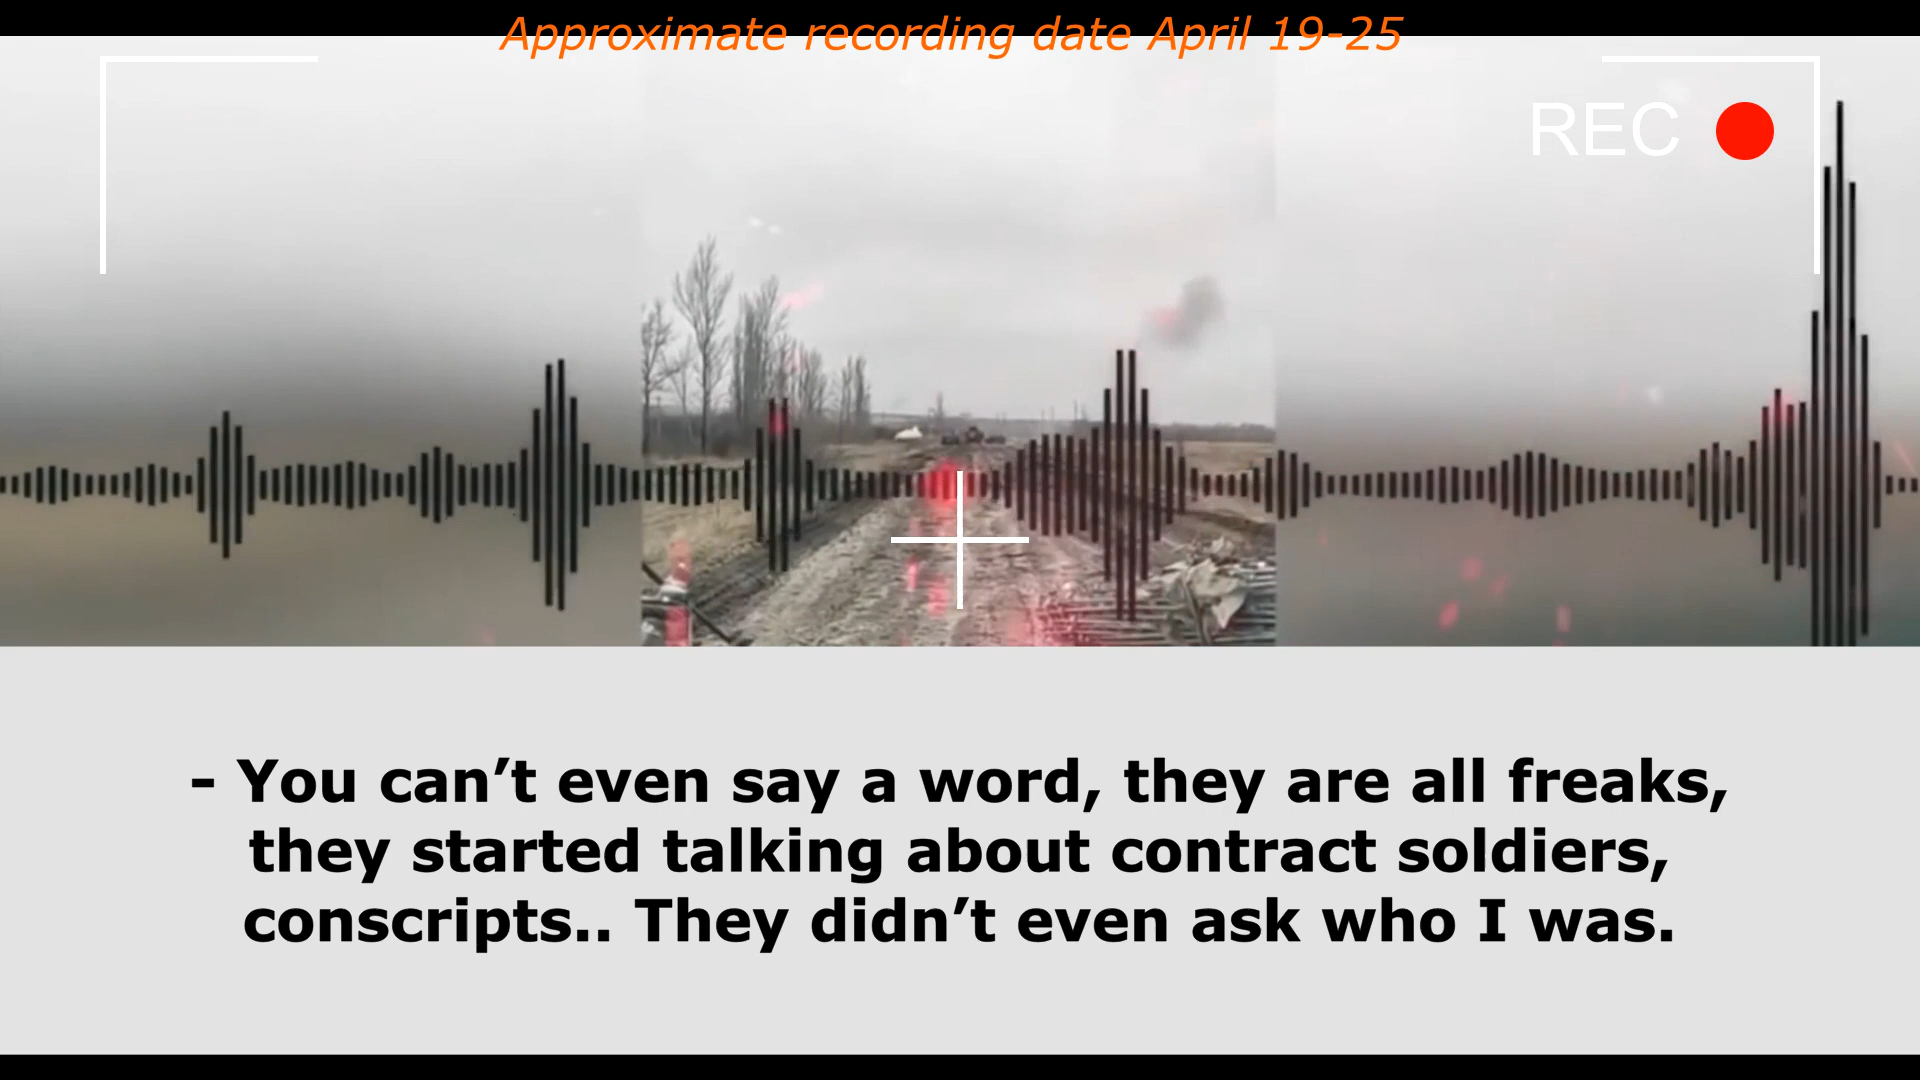 Approximate recording date April 19-25
REC
- You can’t even say a word, they are all freaks,
they started talking about contract soldiers,
conscripts.. They didn’t even ask who I was.